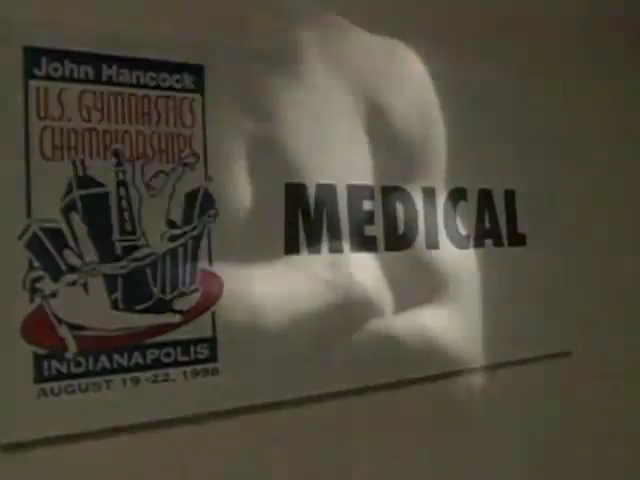 John Hancock
U.S. GYMNASTICS
CHAMPIONSHIPS
MEDICAL
INDIANAPOLIS
AUGUST 19-22, 1998